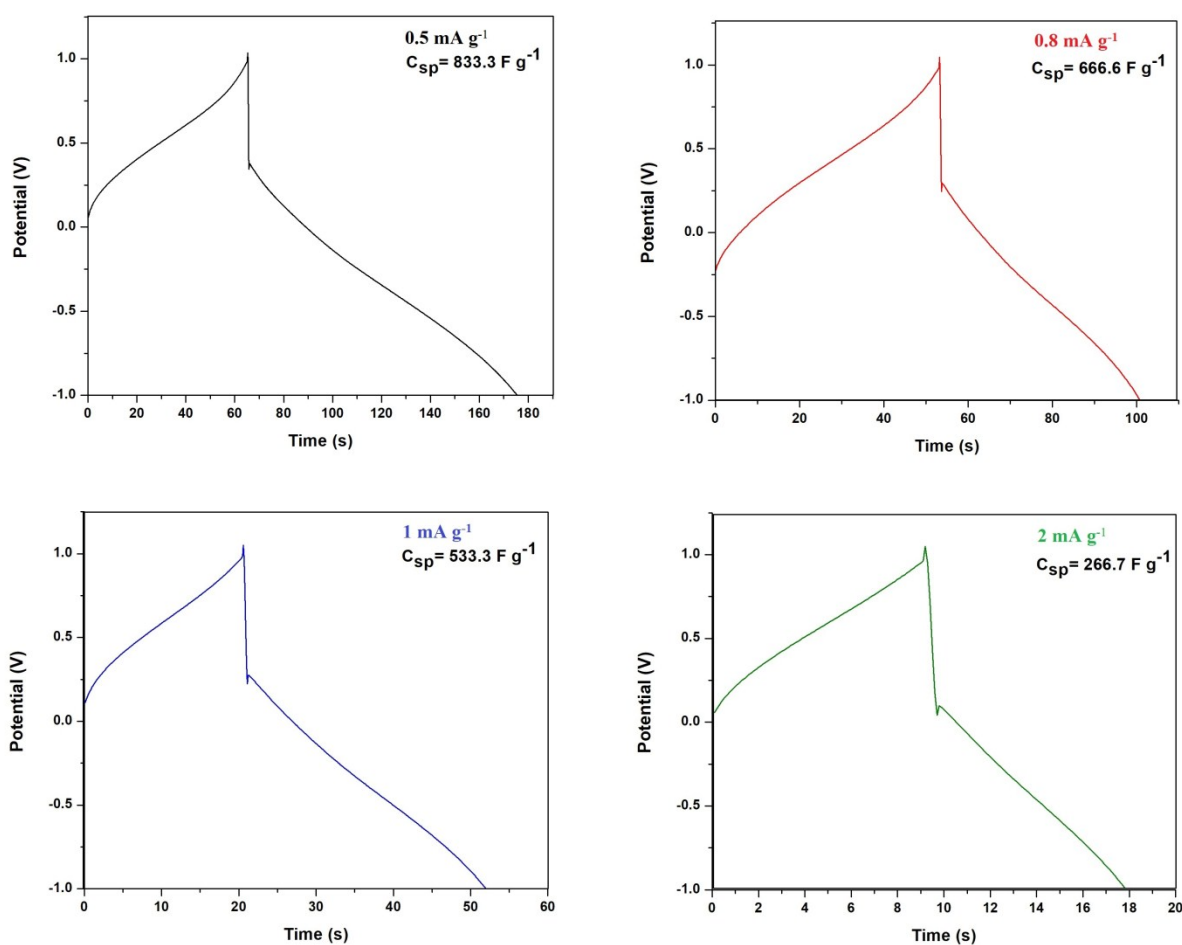 0.5 mA g⁻¹
Csp= 833.3 F g⁻¹
1.0
0.5
0.0
-0.5
-1.0
Potential (V)
0 20 40 60 80 100 120 140 160 180
Time (s)
0.8 mA g⁻¹
Csp= 666.6 F g⁻¹
1.0
0.5
0.0
-0.5
-1.0
Potential (V)
0 20 40 60 80 100
Time (s)
1 mA g⁻¹
Csp= 533.3 F g⁻¹
1.0
0.5
0.0
-0.5
-1.0
Potential (V)
0 10 20 30 40 50 60
Time (s)
2 mA g⁻¹
Csp= 266.7 F g⁻¹
1.0
0.5
0.0
-0.5
-1.0
Potential (V)
0 2 4 6 8 10 12 14 16 18 20
Time (s)